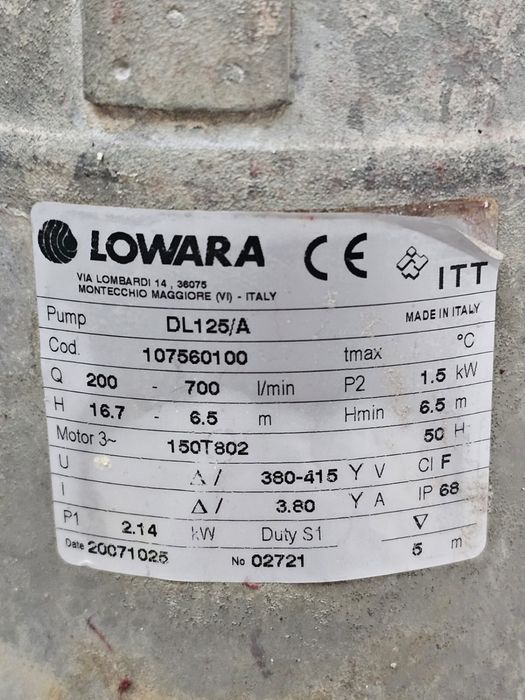 LOWARA CE ITT
VIA LOMBARDI 14 , 36075
MONTECCHIO MAGGIORE (VI) - ITALY
MADE IN ITALY
Pump DL125/A °C
Cod. 107560100 tmax
Q 200 - 700 l/min P2 1.5 kW
H 16.7 - 6.5 m Hmin 6.5 m
Motor 3~ 150T802 50 H
U Δ / 380-415 Y V Cl F
I Δ / 3.80 Y A IP 68
P1 2.14 kW Duty S1 ▽
Date 20071025 No 02721 5 m